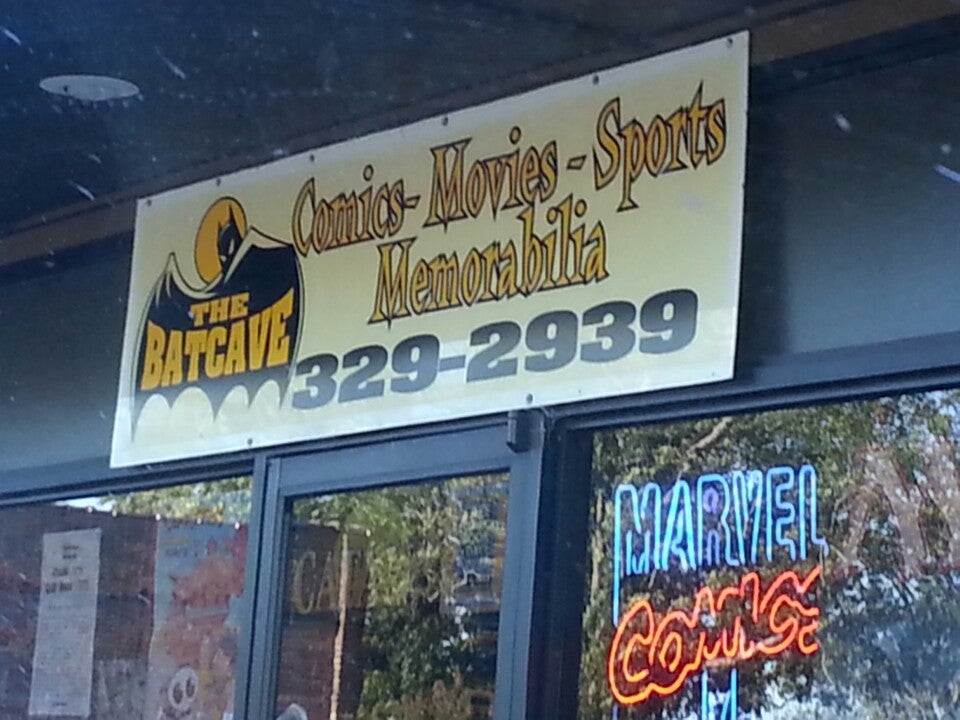 Comics - Movies - Sports
Memorabilia
THE
BATCAVE
329-2939
MARVEL
COMICS